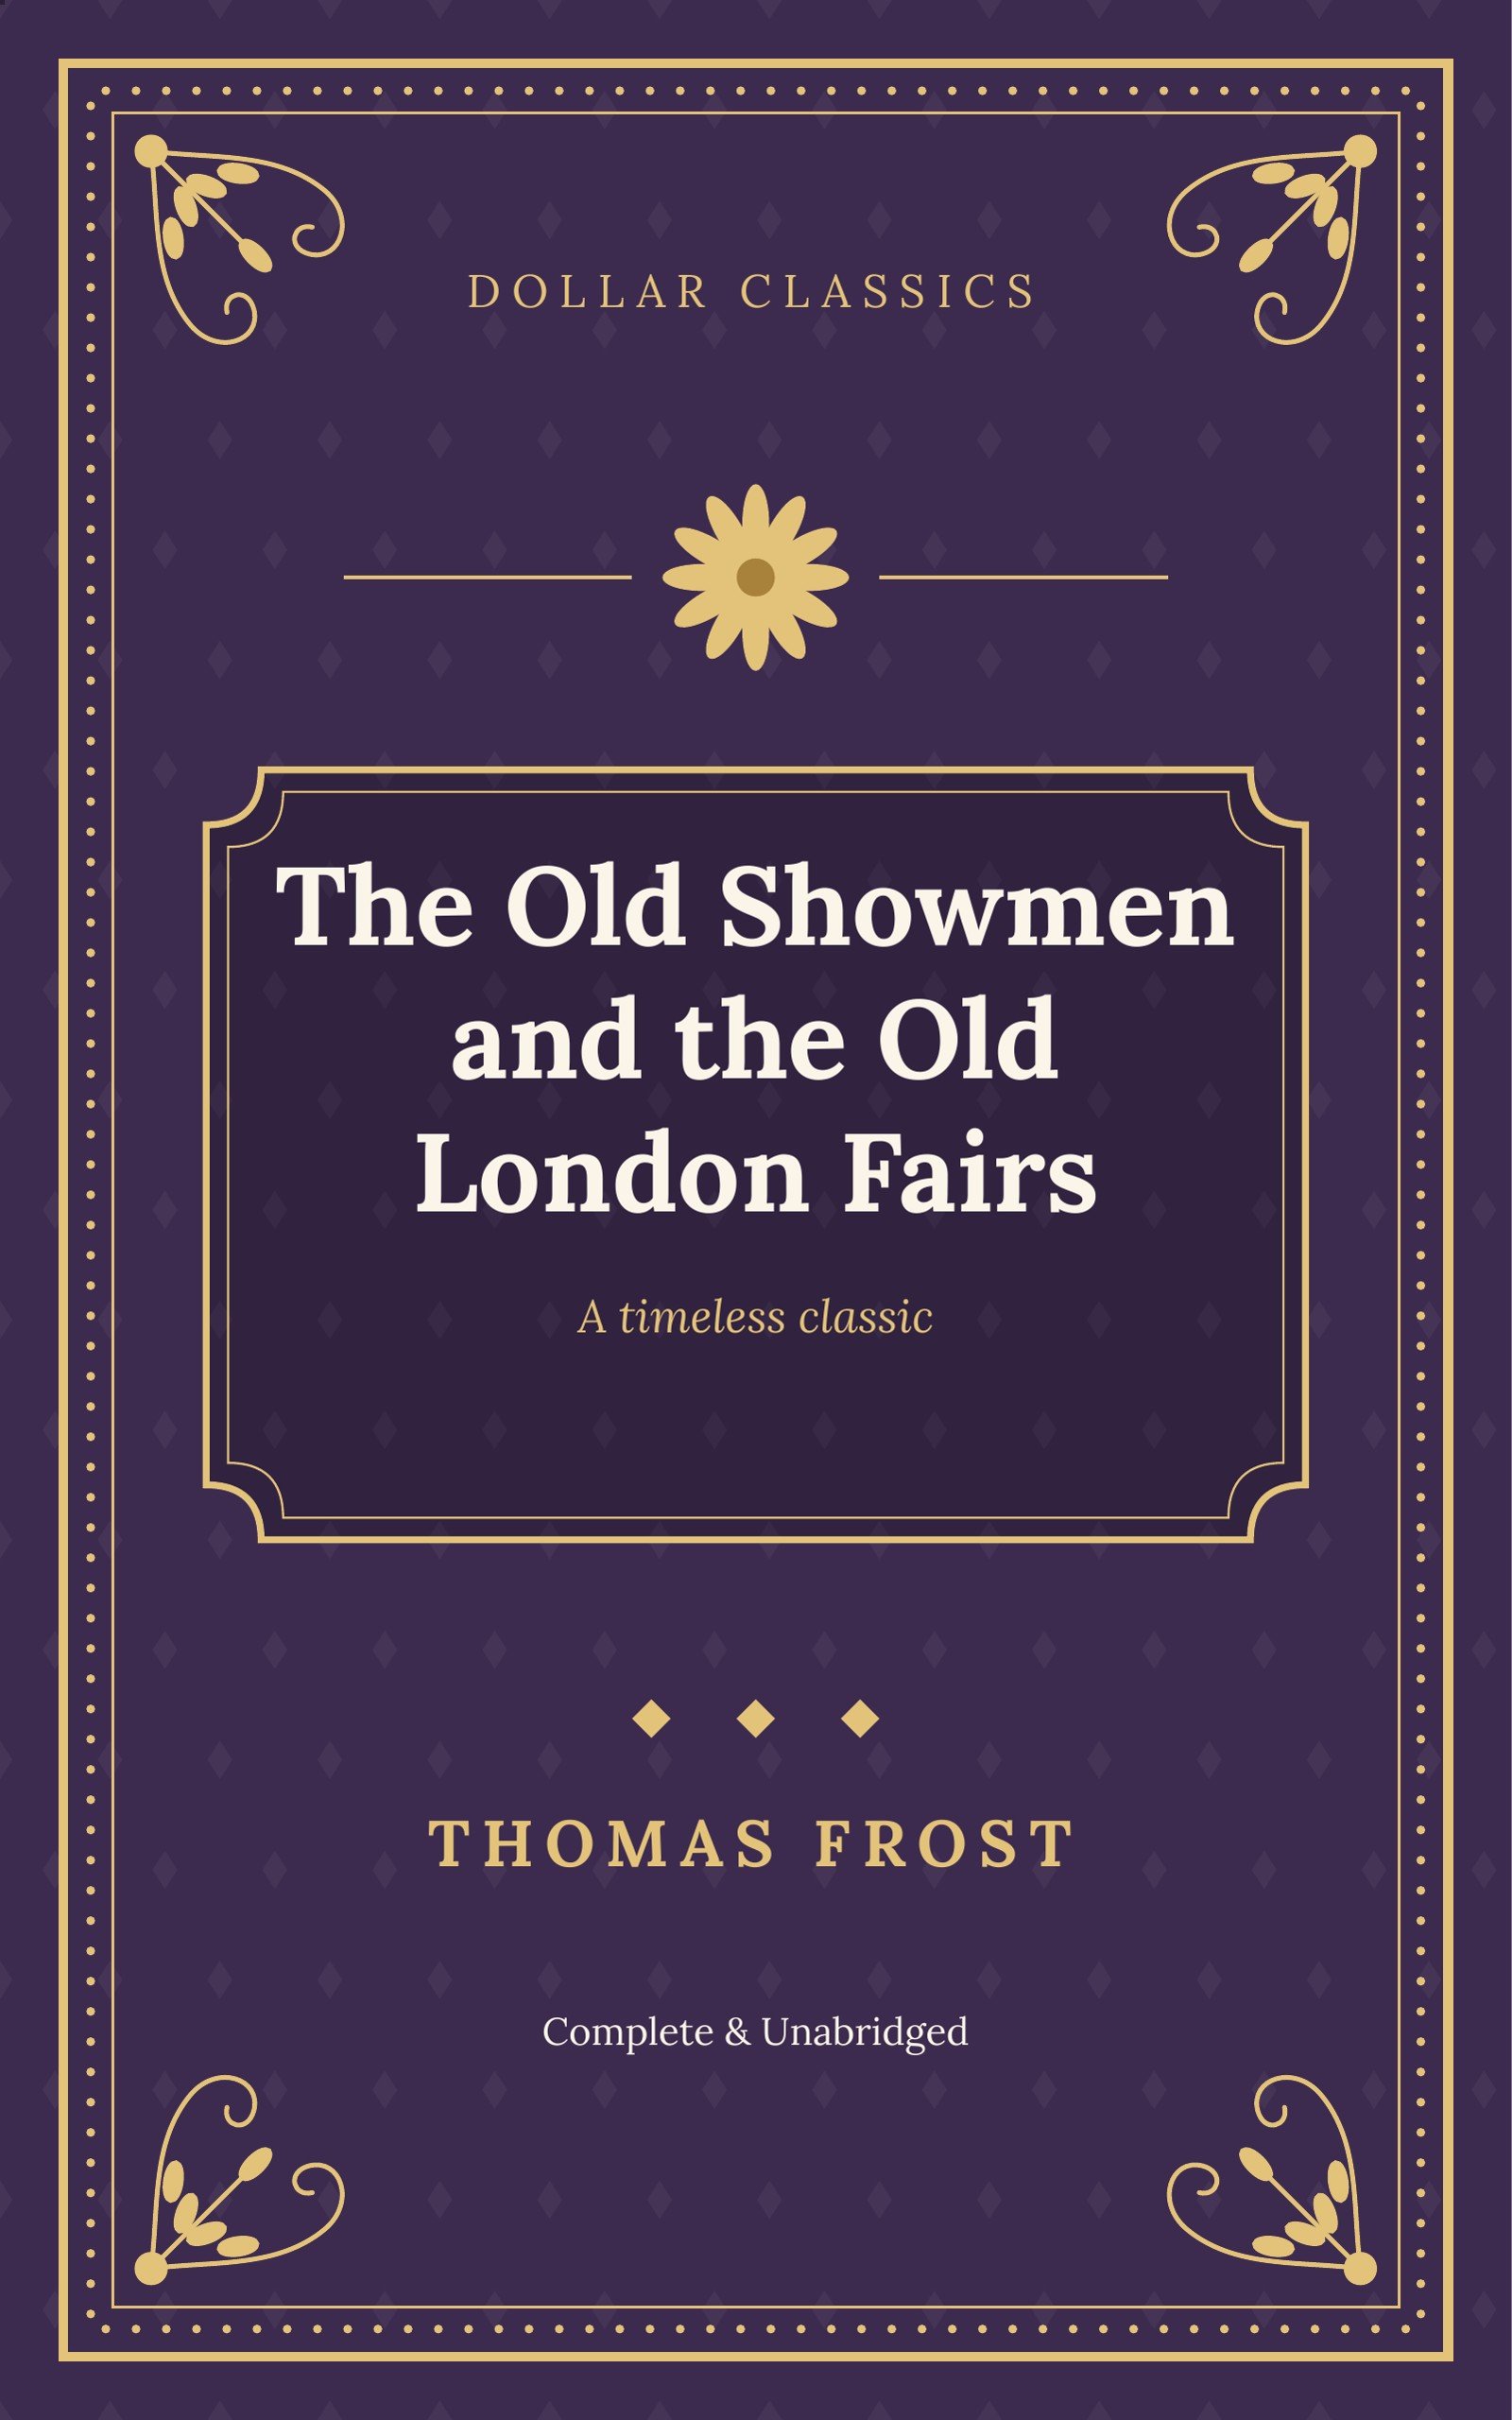 DOLLAR CLASSICS
The Old Showmen
and the Old
London Fairs
A timeless classic
THOMAS FROST
Complete & Unabridged